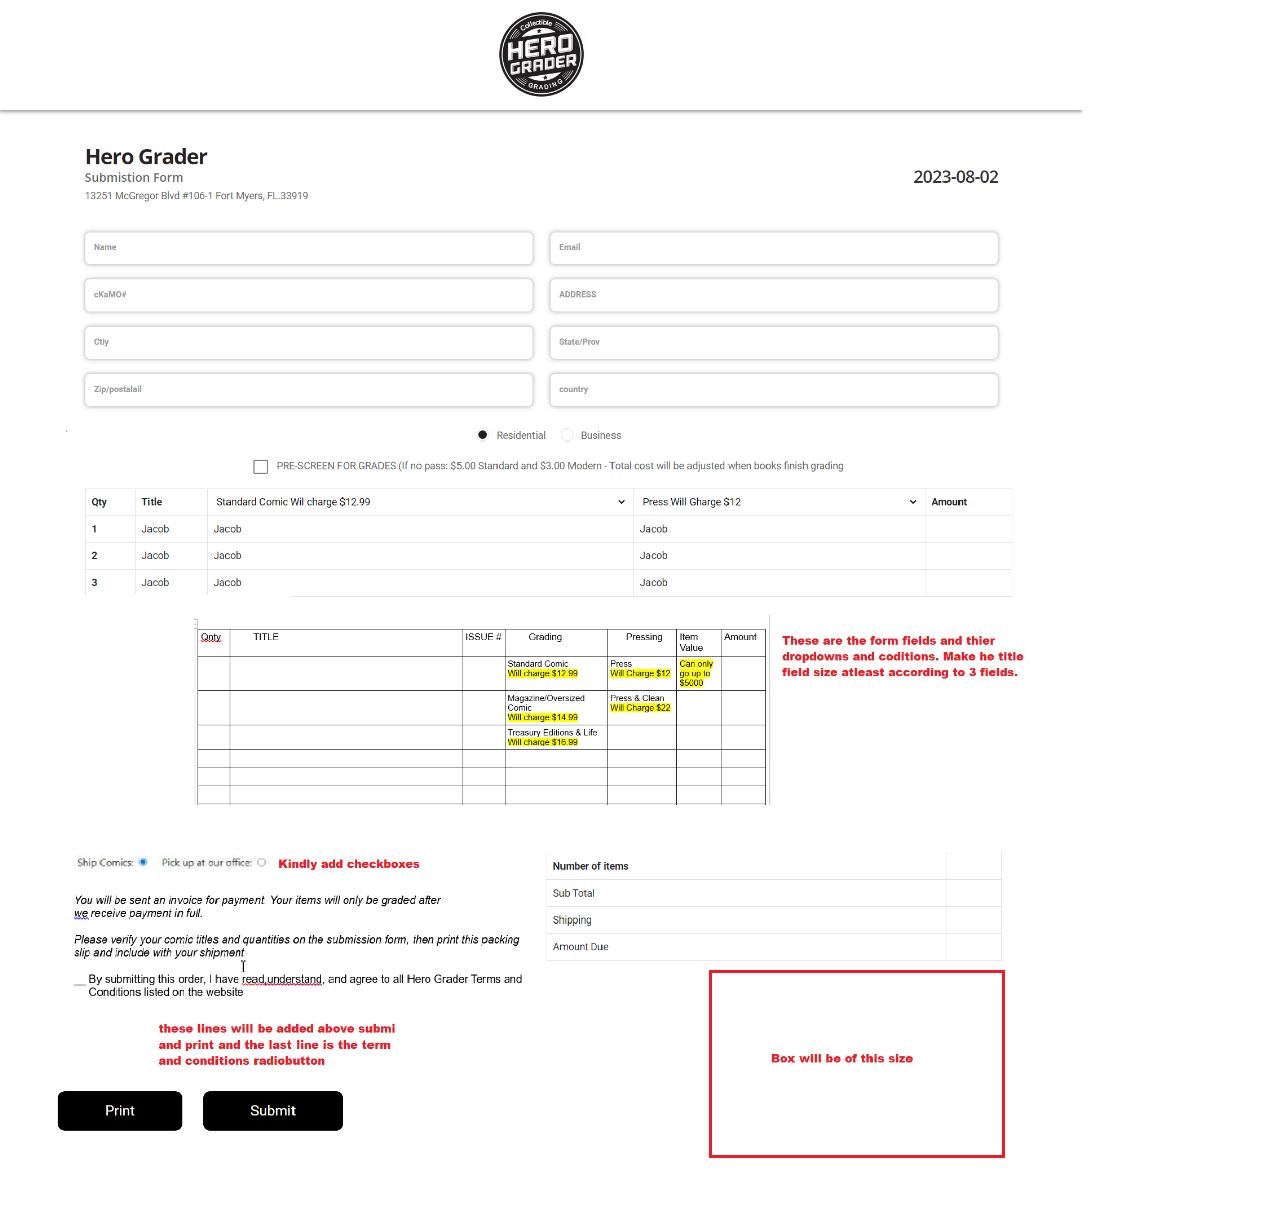 Collectible
HERO
GRADER
GRADING
Hero Grader
Submistion Form
13251 McGregor Blvd #106-1 Fort Myers, FL.33919
2023-08-02
Name
Email
cKaMO#
ADDRESS
Ctly
State/Prov
Zip/postalail
country
Residential Business
PRE-SCREEN FOR GRADES (If no pass: $5.00 Standard and $3.00 Modern - Total cost will be adjusted when books finish grading
Qty Title Standard Comic Wil charge $12.99 Press Will Gharge $12 Amount
1 Jacob Jacob Jacob
2 Jacob Jacob Jacob
3 Jacob Jacob Jacob
Qnty TITLE ISSUE # Grading Pressing Item Value Amount
Standard Comic
Will charge $12.99
Press
Will Charge $12
Can only
go up to
$5000
Magazine/Oversized
Comic
Will charge $14.99
Press & Clean
Will Charge $22
Treasury Editions & Life
Will charge $16.99
These are the form fields and thier
dropdowns and coditions. Make he title
field size atleast according to 3 fields.
Ship Comics: Pick up at our office: Kindly add checkboxes
You will be sent an invoice for payment. Your items will only be graded after
we receive payment in full.
Please verify your comic titles and quantities on the submission form, then print this packing
slip and include with your shipment
__ By submitting this order, I have read,understand, and agree to all Hero Grader Terms and
Conditions listed on the website
these lines will be added above submi
and print and the last line is the term
and conditions radiobutton
Print
Submit
Number of items
Sub Total
Shipping
Amount Due
Box will be of this size